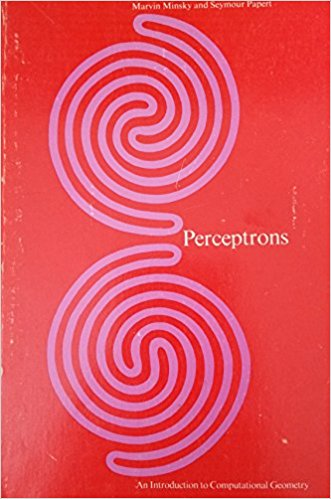 Marvin Minsky and Seymour Papert
Perceptrons
An Introduction to Computational Geometry